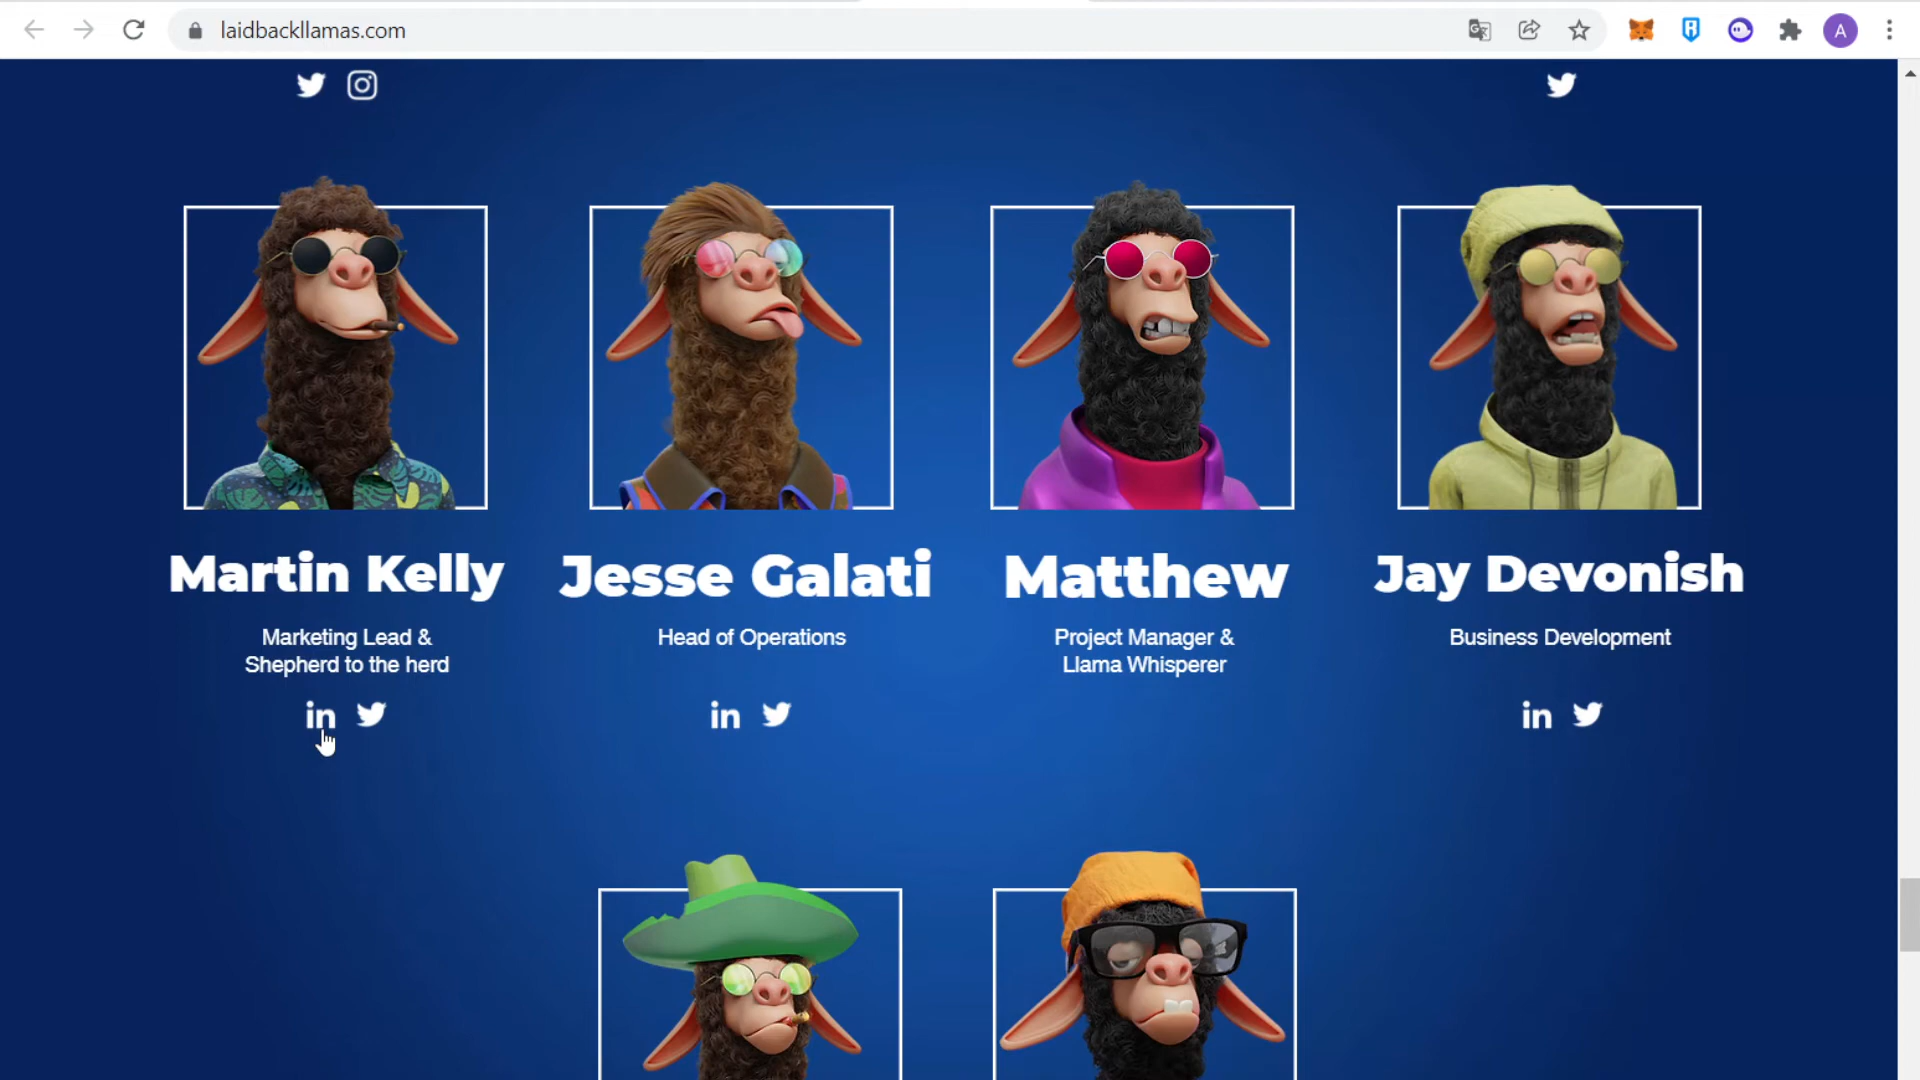 laidbackllamas.com
A
Martin Kelly
Jesse Galati
Matthew
Jay Devonish
Marketing Lead &
Shepherd to the herd
Head of Operations
Project Manager &
Llama Whisperer
Business Development
in
in
in